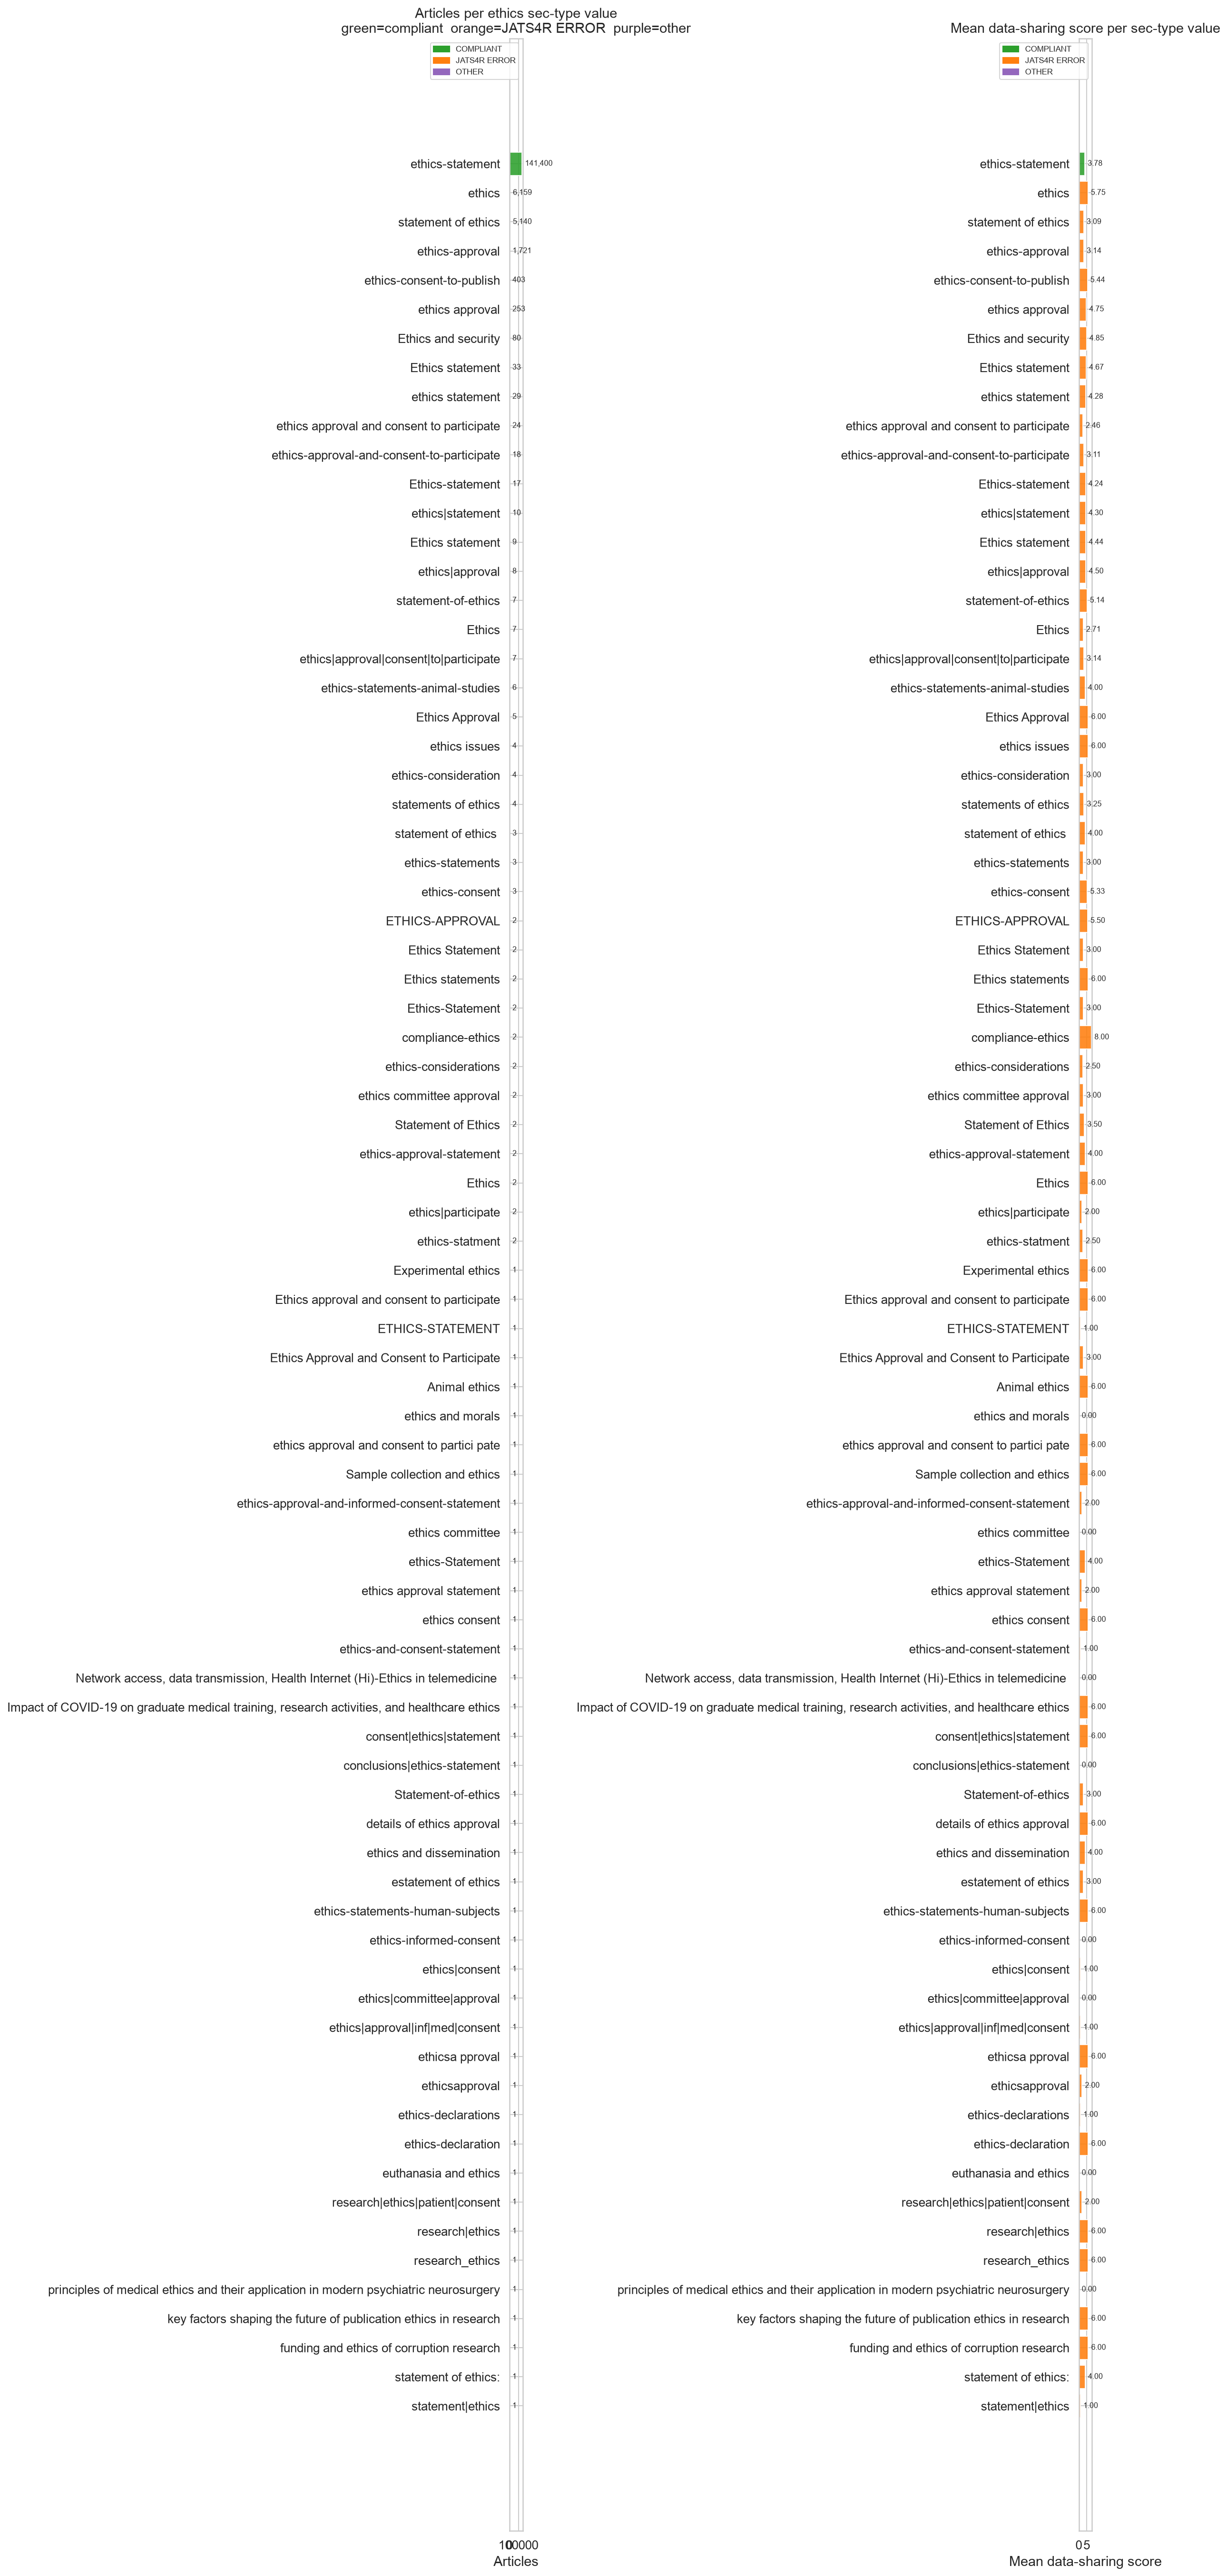 Articles per ethics sec-type value
green=compliant orange=JATS4R ERROR purple=other
COMPLIANT
JATS4R ERROR
OTHER
ethics-statement 141,400
ethics 6,159
statement of ethics 5,140
ethics-approval 1,721
ethics-consent-to-publish 403
ethics approval 253
Ethics and security 80
Ethics statement 33
ethics statement 29
ethics approval and consent to participate 24
ethics-approval-and-consent-to-participate 18
Ethics-statement 17
ethics|statement 10
Ethics statement 9
ethics|approval 8
statement-of-ethics 7
Ethics 7
ethics|approval|consent|to|participate 7
ethics-statements-animal-studies 6
Ethics Approval 5
ethics issues 4
ethics-consideration 4
statements of ethics 4
statement of ethics 3
ethics-statements 3
ethics-consent 3
ETHICS-APPROVAL 2
Ethics Statement 2
Ethics statements 2
Ethics-Statement 2
compliance-ethics 2
ethics-considerations 2
ethics committee approval 2
Statement of Ethics 2
ethics-approval-statement 2
Ethics 2
ethics|participate 2
ethics-statment 2
Experimental ethics 1
Ethics approval and consent to participate 1
ETHICS-STATEMENT 1
Ethics Approval and Consent to Participate 1
Animal ethics 1
ethics and morals 1
ethics approval and consent to partici pate 1
Sample collection and ethics 1
ethics-approval-and-informed-consent-statement 1
ethics committee 1
ethics-Statement 1
ethics approval statement 1
ethics consent 1
ethics-and-consent-statement 1
Network access, data transmission, Health Internet (Hi)-Ethics in telemedicine 1
Impact of COVID-19 on graduate medical training, research activities, and healthcare ethics 1
consent|ethics|statement 1
conclusions|ethics-statement 1
Statement-of-ethics 1
details of ethics approval 1
ethics and dissemination 1
estatement of ethics 1
ethics-statements-human-subjects 1
ethics-informed-consent 1
ethics|consent 1
ethics|committee|approval 1
ethics|approval|inf|med|consent 1
ethicsa pproval 1
ethicsapproval 1
ethics-declarations 1
ethics-declaration 1
euthanasia and ethics 1
research|ethics|patient|consent 1
research|ethics 1
research_ethics 1
principles of medical ethics and their application in modern psychiatric neurosurgery 1
key factors shaping the future of publication ethics in research 1
funding and ethics of corruption research 1
statement of ethics: 1
statement|ethics 1
0 100000
Articles
Mean data-sharing score per sec-type value
COMPLIANT
JATS4R ERROR
OTHER
ethics-statement 3.78
ethics 5.75
statement of ethics 3.09
ethics-approval 3.14
ethics-consent-to-publish 5.44
ethics approval 4.75
Ethics and security 4.85
Ethics statement 4.67
ethics statement 4.28
ethics approval and consent to participate 2.46
ethics-approval-and-consent-to-participate 3.11
Ethics-statement 4.24
ethics|statement 4.30
Ethics statement 4.44
ethics|approval 4.50
statement-of-ethics 5.14
Ethics 2.71
ethics|approval|consent|to|participate 3.14
ethics-statements-animal-studies 4.00
Ethics Approval 6.00
ethics issues 6.00
ethics-consideration 3.00
statements of ethics 3.25
statement of ethics 4.00
ethics-statements 3.00
ethics-consent 5.33
ETHICS-APPROVAL 5.50
Ethics Statement 3.00
Ethics statements 6.00
Ethics-Statement 3.00
compliance-ethics 8.00
ethics-considerations 2.50
ethics committee approval 3.00
Statement of Ethics 3.50
ethics-approval-statement 4.00
Ethics 6.00
ethics|participate 2.00
ethics-statment 2.50
Experimental ethics 6.00
Ethics approval and consent to participate 6.00
ETHICS-STATEMENT 1.00
Ethics Approval and Consent to Participate 3.00
Animal ethics 6.00
ethics and morals 0.00
ethics approval and consent to partici pate 6.00
Sample collection and ethics 6.00
ethics-approval-and-informed-consent-statement 2.00
ethics committee 0.00
ethics-Statement 4.00
ethics approval statement 2.00
ethics consent 6.00
ethics-and-consent-statement 1.00
Network access, data transmission, Health Internet (Hi)-Ethics in telemedicine 0.00
Impact of COVID-19 on graduate medical training, research activities, and healthcare ethics 6.00
consent|ethics|statement 6.00
conclusions|ethics-statement 0.00
Statement-of-ethics 3.00
details of ethics approval 6.00
ethics and dissemination 4.00
estatement of ethics 3.00
ethics-statements-human-subjects 6.00
ethics-informed-consent 0.00
ethics|consent 1.00
ethics|committee|approval 0.00
ethics|approval|inf|med|consent 1.00
ethicsa pproval 6.00
ethicsapproval 2.00
ethics-declarations 1.00
ethics-declaration 6.00
euthanasia and ethics 0.00
research|ethics|patient|consent 2.00
research|ethics 6.00
research_ethics 6.00
principles of medical ethics and their application in modern psychiatric neurosurgery 0.00
key factors shaping the future of publication ethics in research 6.00
funding and ethics of corruption research 6.00
statement of ethics: 4.00
statement|ethics 1.00
0 5
Mean data-sharing score